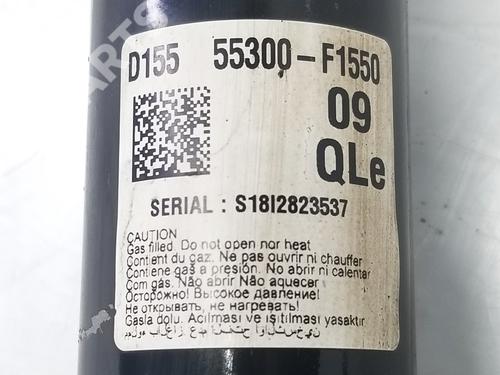 D155 55300-F1550
09
QLe
SERIAL : S18I2823537
CAUTION
Gas filled. Do not open nor heat
Contient du gaz. Ne pas ouvrir ni chauffer
Contiene gas a presión. No abrir ni calentar
Com gás. Não abrir Não aquecer
Осторожно! Высокое давление!
Не открывать, не нагревать!
Gasla dolu. Acilması ve ısıtılması yasaktır